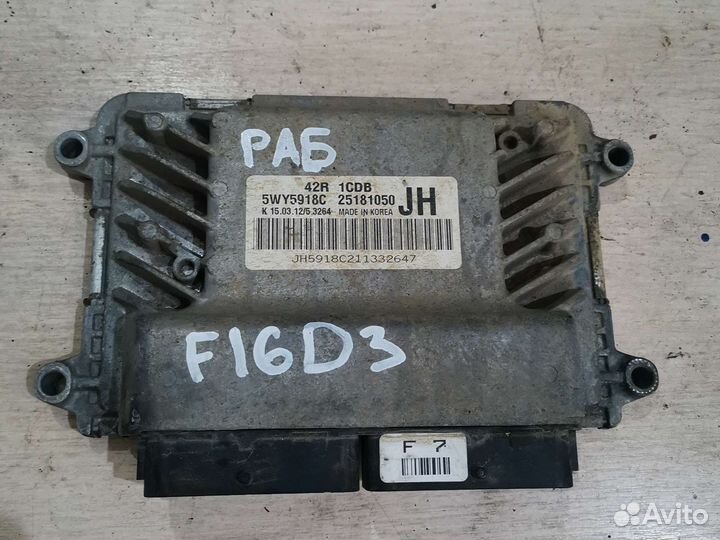 РАБ
42R 1CDB
5WY5918C 25181050 JH
K 15.03.12/5.3264 MADE IN KOREA
JH5918C211332647
F16D3
F 7
Avito